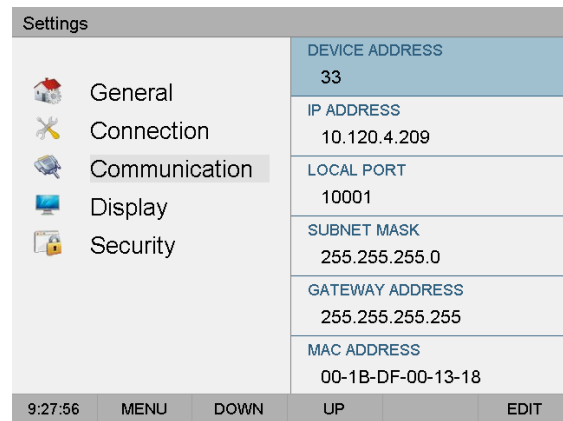 Settings
General
Connection
Communication
Display
Security
DEVICE ADDRESS
33
IP ADDRESS
10.120.4.209
LOCAL PORT
10001
SUBNET MASK
255.255.255.0
GATEWAY ADDRESS
255.255.255.255
MAC ADDRESS
00-1B-DF-00-13-18
9:27:56 MENU DOWN UP EDIT